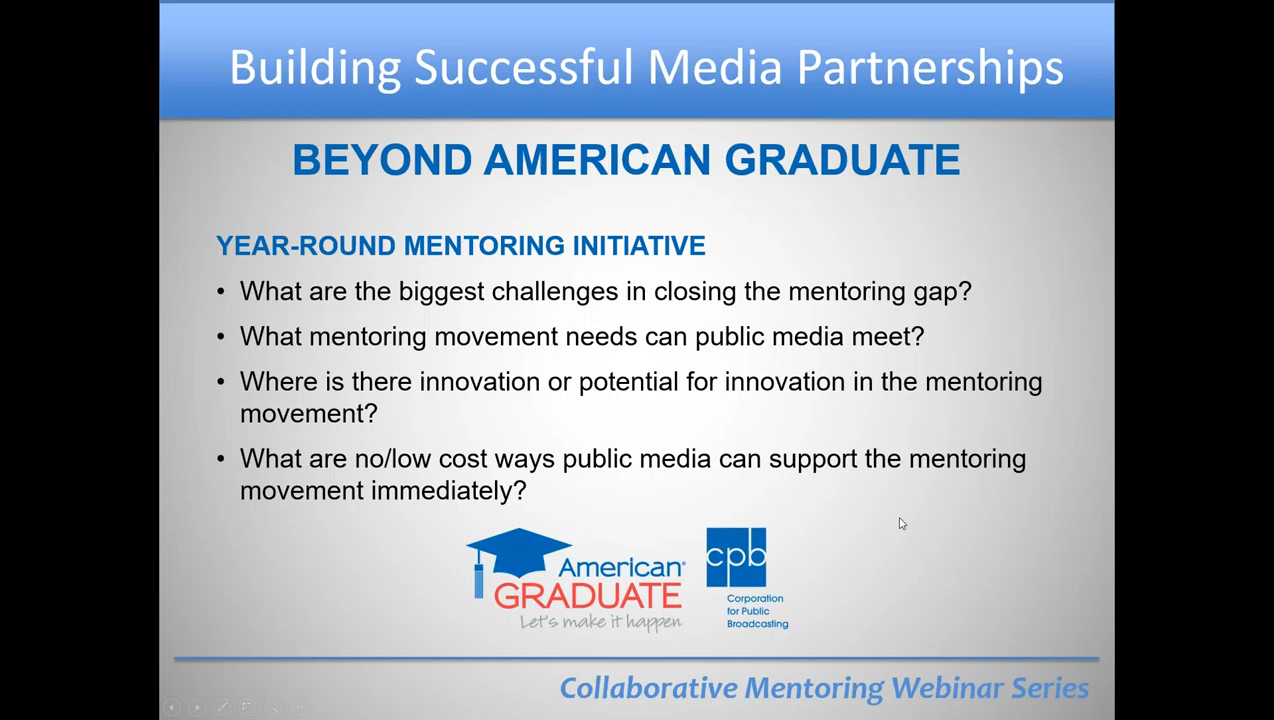 Building Successful Media Partnerships
BEYOND AMERICAN GRADUATE
YEAR-ROUND MENTORING INITIATIVE
• What are the biggest challenges in closing the mentoring gap?
• What mentoring movement needs can public media meet?
• Where is there innovation or potential for innovation in the mentoring
movement?
• What are no/low cost ways public media can support the mentoring
movement immediately?
American®
GRADUATE
Let's make it happen
cpb
Corporation
for Public
Broadcasting
Collaborative Mentoring Webinar Series